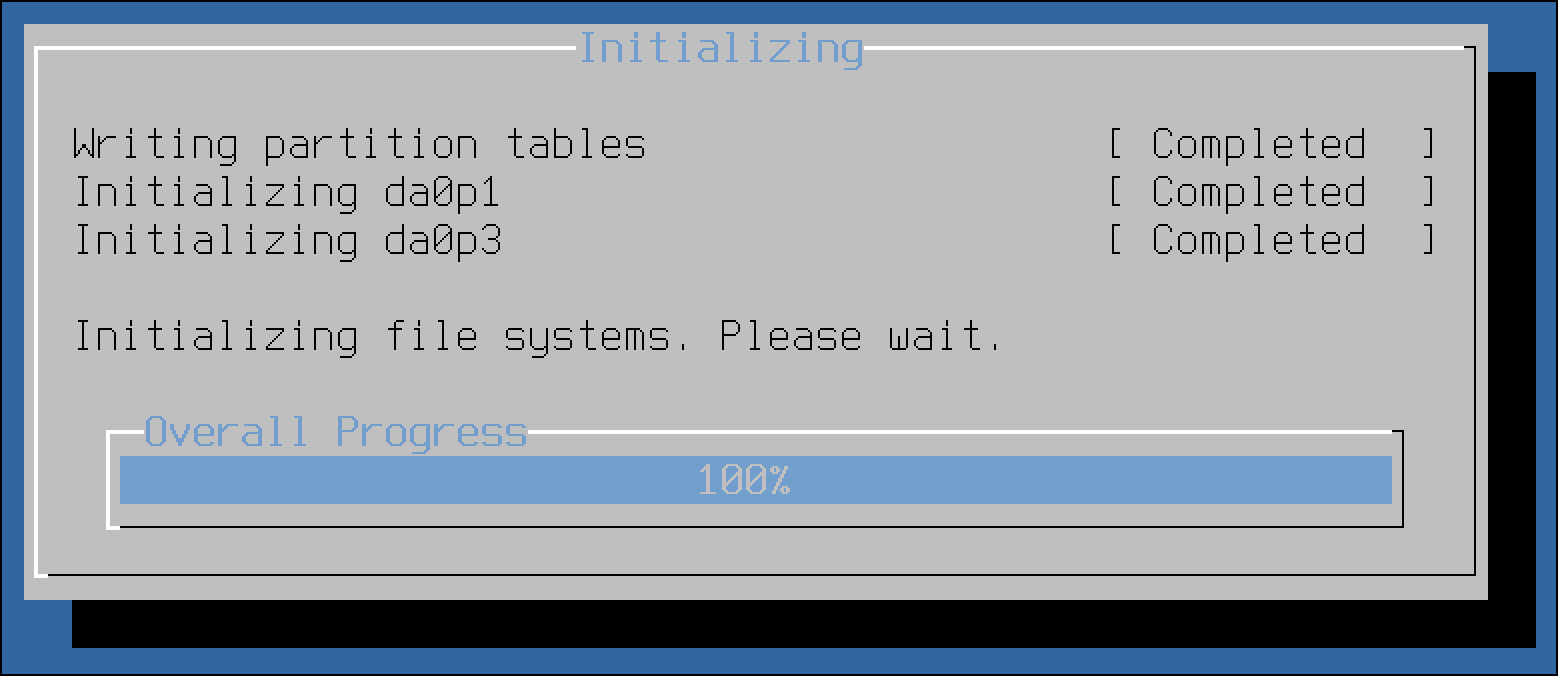 Initializing
Writing partition tables [ Completed ]
Initializing da0p1 [ Completed ]
Initializing da0p3 [ Completed ]
Initializing file systems. Please wait.
Overall Progress
100%